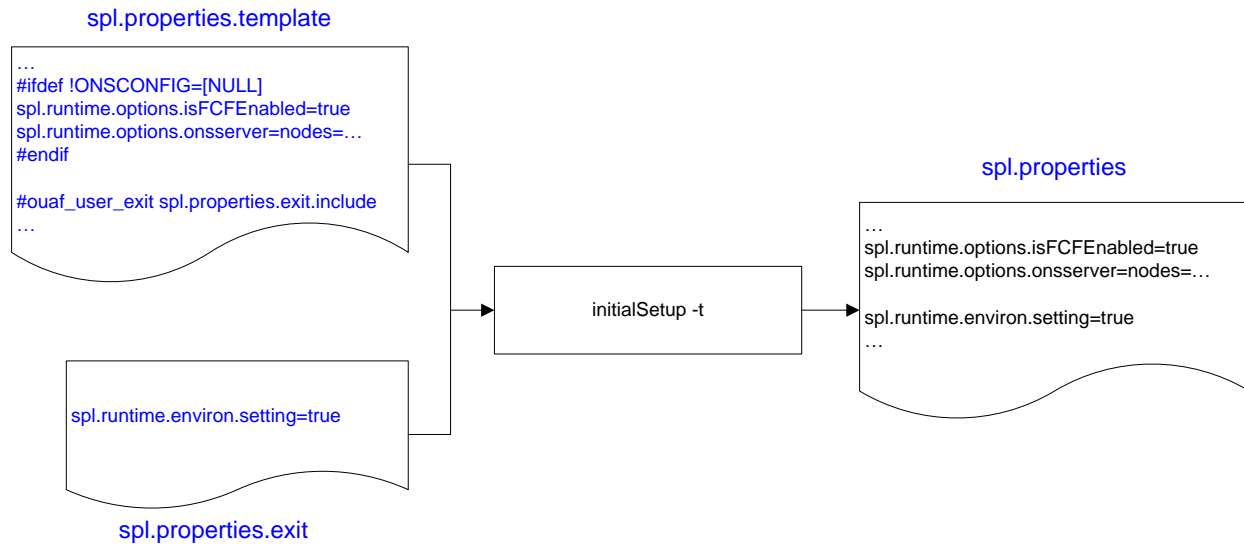 spl.properties.template
…
#ifdef !ONSCONFIG=[NULL]
spl.runtime.options.isFCFEnabled=true
spl.runtime.options.onsserver=nodes=…
#endif
#ouaf_user_exit spl.properties.exit.include
…
spl.runtime.environ.setting=true
spl.properties.exit
initialSetup -t
spl.properties
…
spl.runtime.options.isFCFEnabled=true
spl.runtime.options.onsserver=nodes=…
spl.runtime.environ.setting=true
…